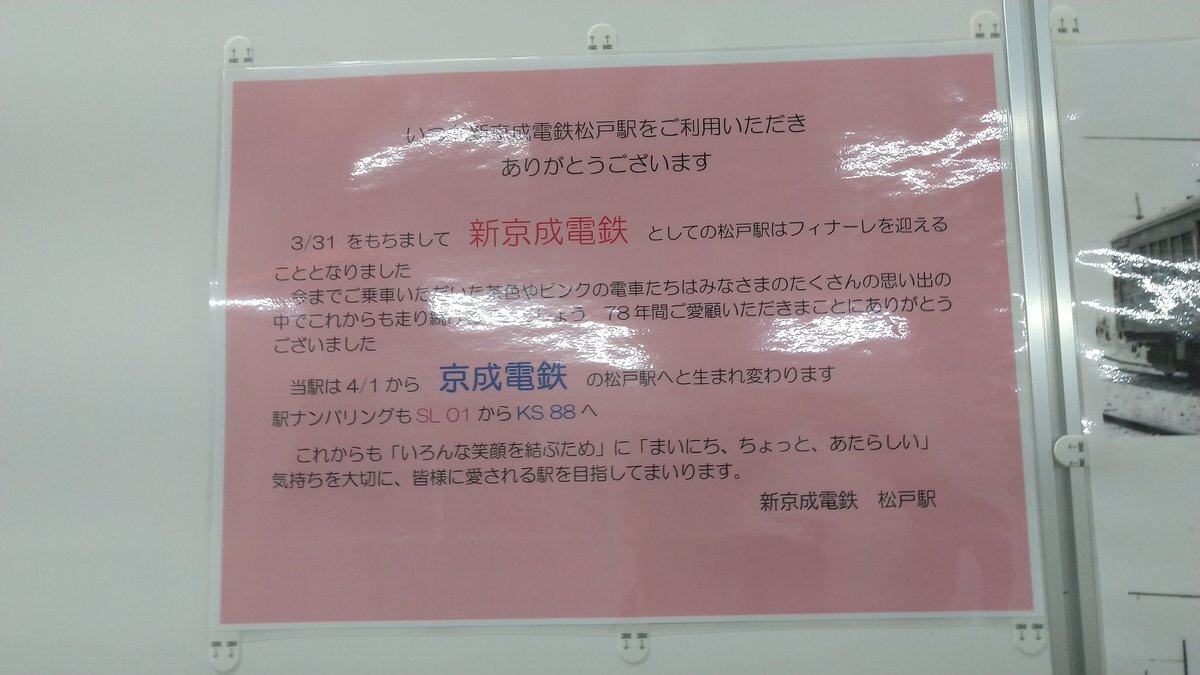 いつも新京成電鉄松戸駅をご利用いただき
ありがとうございます
3/31 をもちまして 新京成電鉄 としての松戸駅はフィナーレを迎える
こととなりました
今までご乗車いただいた茶色やピンクの電車たちはみなさまのたくさんの思い出の
中でこれからも走り続け しょう 78年間ご愛顧いただきまことにありがとう
ございました
当駅は 4/1 から 京成電鉄 の松戸駅へと生まれ変わります
駅ナンバリングも SL 01 から KS 88 へ
これからも「いろんな笑顔を結ぶため」に「まいにち、ちょっと、あたらしい」
気持ちを大切に、皆様に愛される駅を目指してまいります。
新京成電鉄 松戸駅